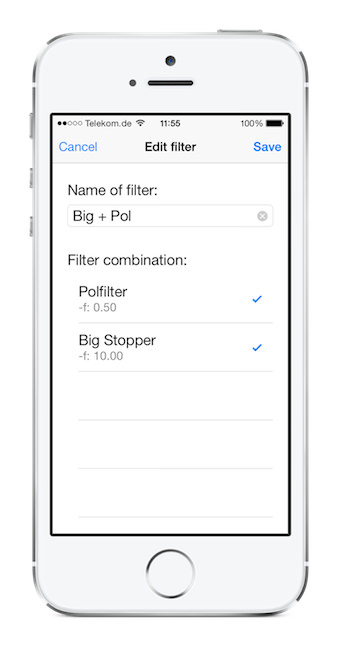 ●●○○○ Telekom.de 11:55 100%
Cancel Edit filter Save
Name of filter:
Big + Pol
Filter combination:
Polfilter
-f: 0.50
Big Stopper
-f: 10.00